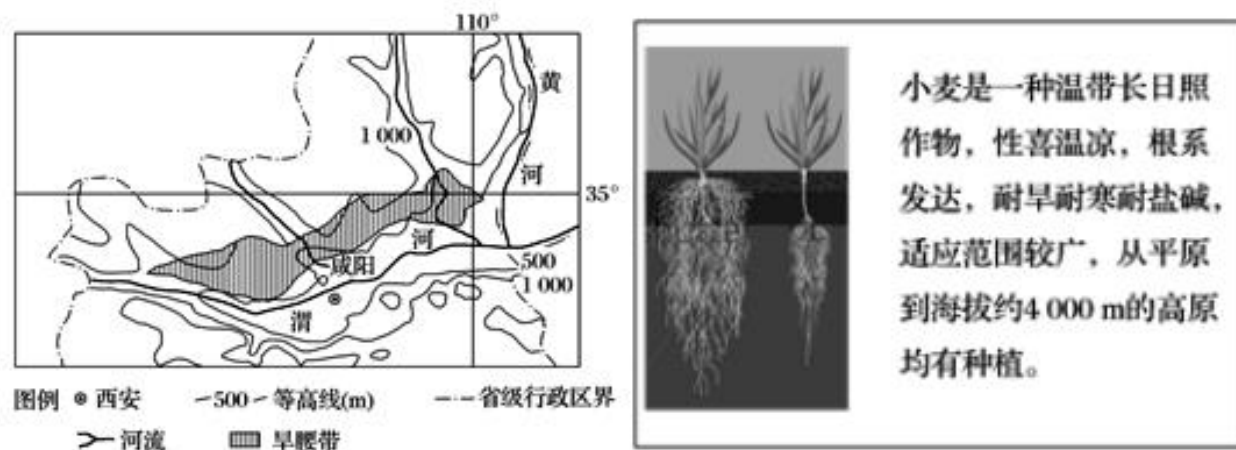 110°
黄
1 000
河
35°
河
咸阳
500
1 000
渭
图例 西安 500 等高线(m) 省级行政区界
河流 旱腰带
小麦是一种温带长日照
作物，性喜温凉，根系
发达，耐旱耐寒耐盐碱，
适应范围较广，从平原
到海拔约4 000 m的高原
均有种植。